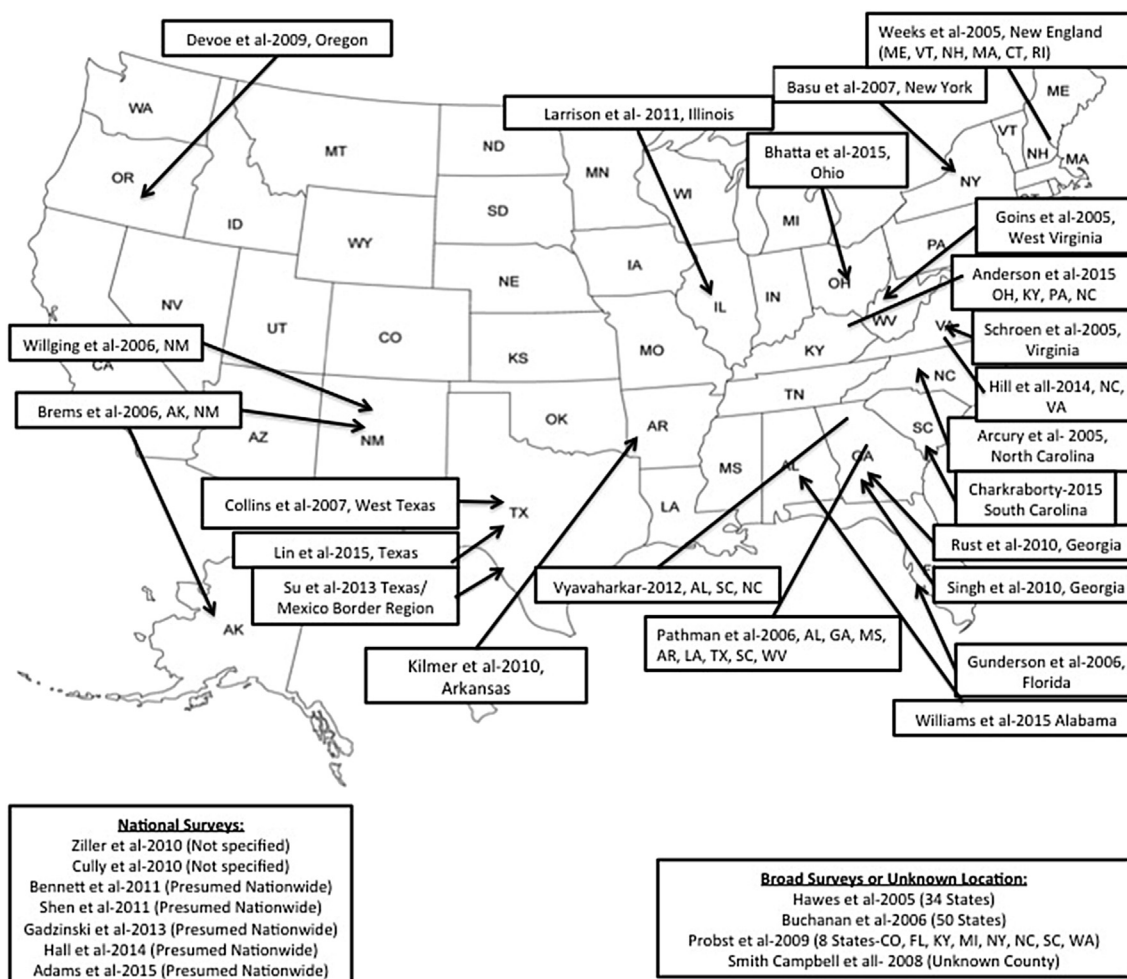 Devoe et al-2009, Oregon
Weeks et al-2005, New England
(ME, VT, NH, MA, CT, RI)
Basu et al-2007, New York
Larrison et al- 2011, Illinois
Bhatta et al-2015,
Ohio
Goins et al-2005,
West Virginia
Anderson et al-2015
OH, KY, PA, NC
Schroen et al-2005,
Virginia
Hill et all-2014, NC,
VA
Arcury et al- 2005,
North Carolina
Charkraborty-2015
South Carolina
Rust et al-2010, Georgia
Singh et al-2010, Georgia
Gunderson et al-2006,
Florida
Williams et al-2015 Alabama
Willging et al-2006, NM
Brems et al-2006, AK, NM
Collins et al-2007, West Texas
Lin et al-2015, Texas
Su et al-2013 Texas/
Mexico Border Region
Kilmer et al-2010,
Arkansas
Vyavaharkar-2012, AL, SC, NC
Pathman et al-2006, AL, GA, MS,
AR, LA, TX, SC, WV
WA
OR
CA
NV
ID
MT
WY
UT
CO
AZ
NM
ND
SD
NE
KS
OK
TX
MN
IA
MO
AR
LA
WI
IL
MI
IN
OH
KY
TN
MS
AL
GA
SC
NC
VA
WV
PA
NY
VT
NH
ME
MA
AK
National Surveys:
Ziller et al-2010 (Not specified)
Cully et al-2010 (Not specified)
Bennett et al-2011 (Presumed Nationwide)
Shen et al-2011 (Presumed Nationwide)
Gadzinski et al-2013 (Presumed Nationwide)
Hall et al-2014 (Presumed Nationwide)
Adams et al-2015 (Presumed Nationwide)
Broad Surveys or Unknown Location:
Hawes et al-2005 (34 States)
Buchanan et al-2006 (50 States)
Probst et al-2009 (8 States-CO, FL, KY, MI, NY, NC, SC, WA)
Smith Campbell et all- 2008 (Unknown County)